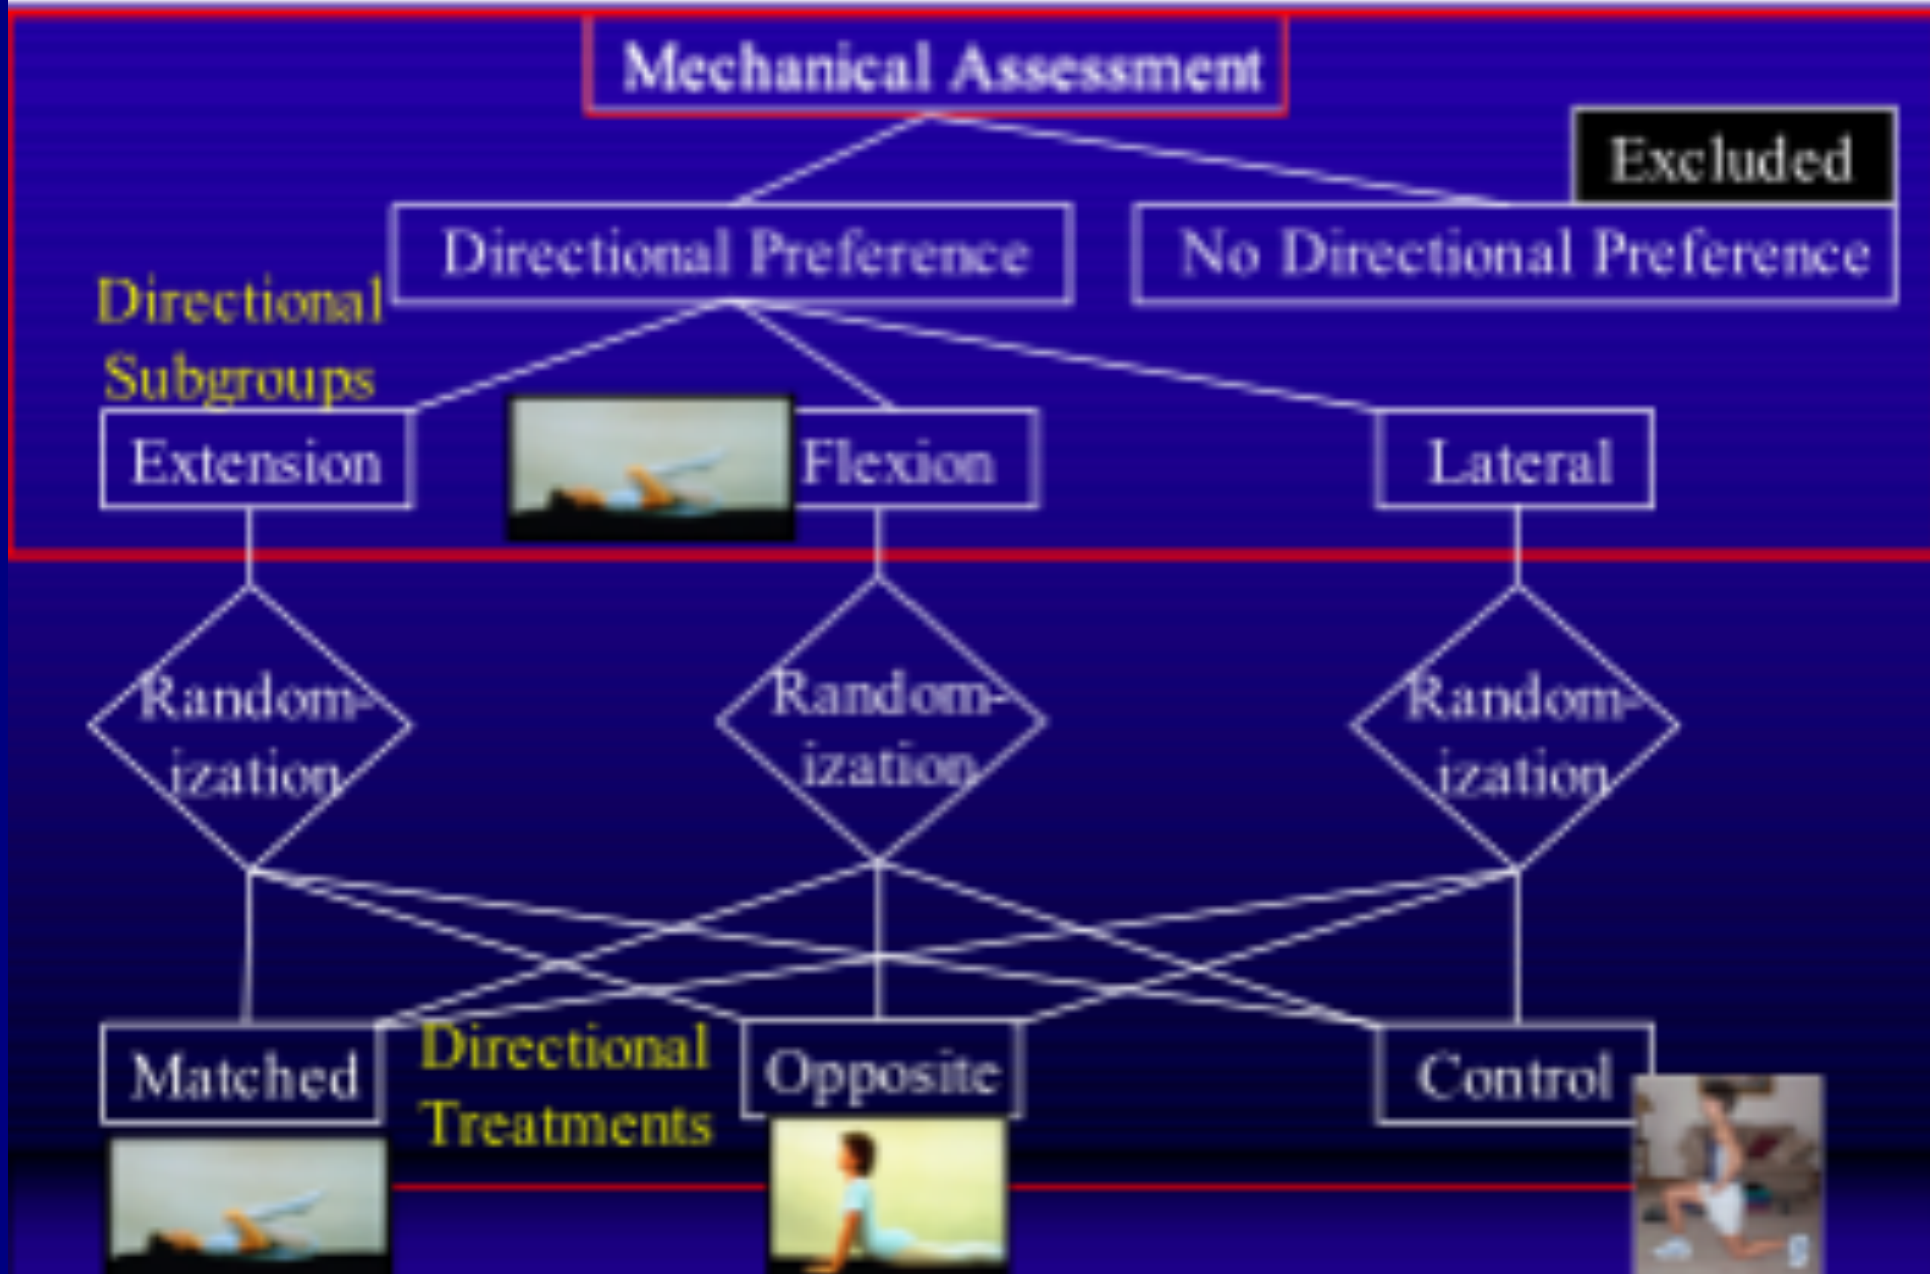 Mechanical Assessment
Excluded
Directional Preference
No Directional Preference
Directional
Subgroups
Extension
Flexion
Lateral
Random-
ization
Random-
ization
Random-
ization
Matched
Directional
Treatments
Opposite
Control